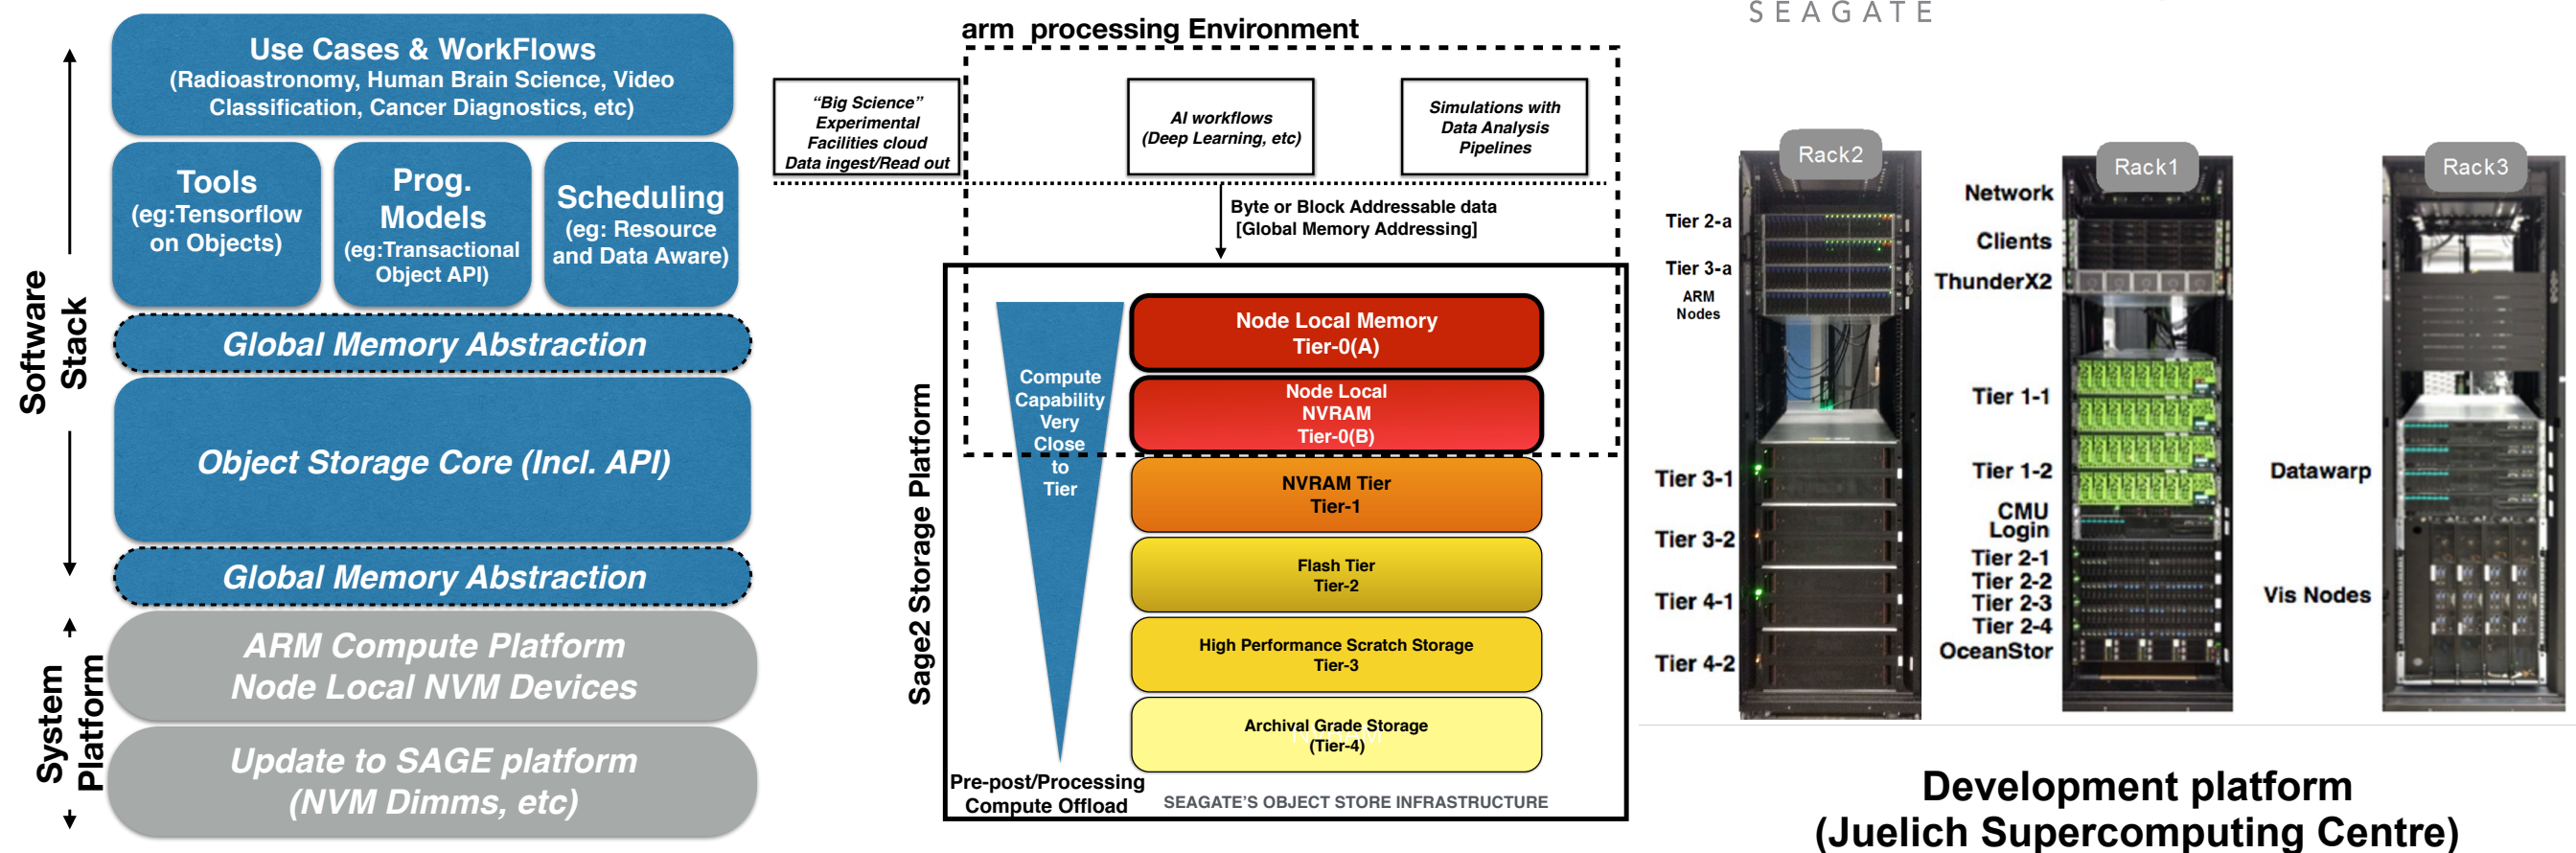 Use Cases & WorkFlows
(Radioastronomy, Human Brain Science, Video
Classification, Cancer Diagnostics, etc)
Tools
(eg:Tensorflow
on Objects)
Prog.
Models
(eg:Transactional
Object API)
Scheduling
(eg: Resource
and Data Aware)
Global Memory Abstraction
Object Storage Core (Incl. API)
Global Memory Abstraction
ARM Compute Platform
Node Local NVM Devices
Update to SAGE platform
(NVM Dimms, etc)
Software
Stack
System
Platform
arm processing Environment
“Big Science”
Experimental
Facilities cloud
Data ingest/Read out
AI workflows
(Deep Learning, etc)
Simulations with
Data Analysis
Pipelines
Byte or Block Addressable data
[Global Memory Addressing]
Sage2 Storage Platform
Compute
Capability
Very
Close
to
Tier
Node Local Memory
Tier-0(A)
Node Local
NVRAM
Tier-0(B)
NVRAM Tier
Tier-1
Flash Tier
Tier-2
High Performance Scratch Storage
Tier-3
Archival Grade Storage
(Tier-4)
Pre-post/Processing
Compute Offload
SEAGATE’S OBJECT STORE INFRASTRUCTURE
SEAGATE
Rack2
Tier 2-a
Tier 3-a
ARM
Nodes
Tier 3-1
Tier 3-2
Tier 4-1
Tier 4-2
Rack1
Network
Clients
ThunderX2
Tier 1-1
Tier 1-2
CMU
Login
Tier 2-1
Tier 2-2
Tier 2-3
Tier 2-4
OceanStor
Rack3
Datawarp
Vis Nodes
Development platform
(Juelich Supercomputing Centre)